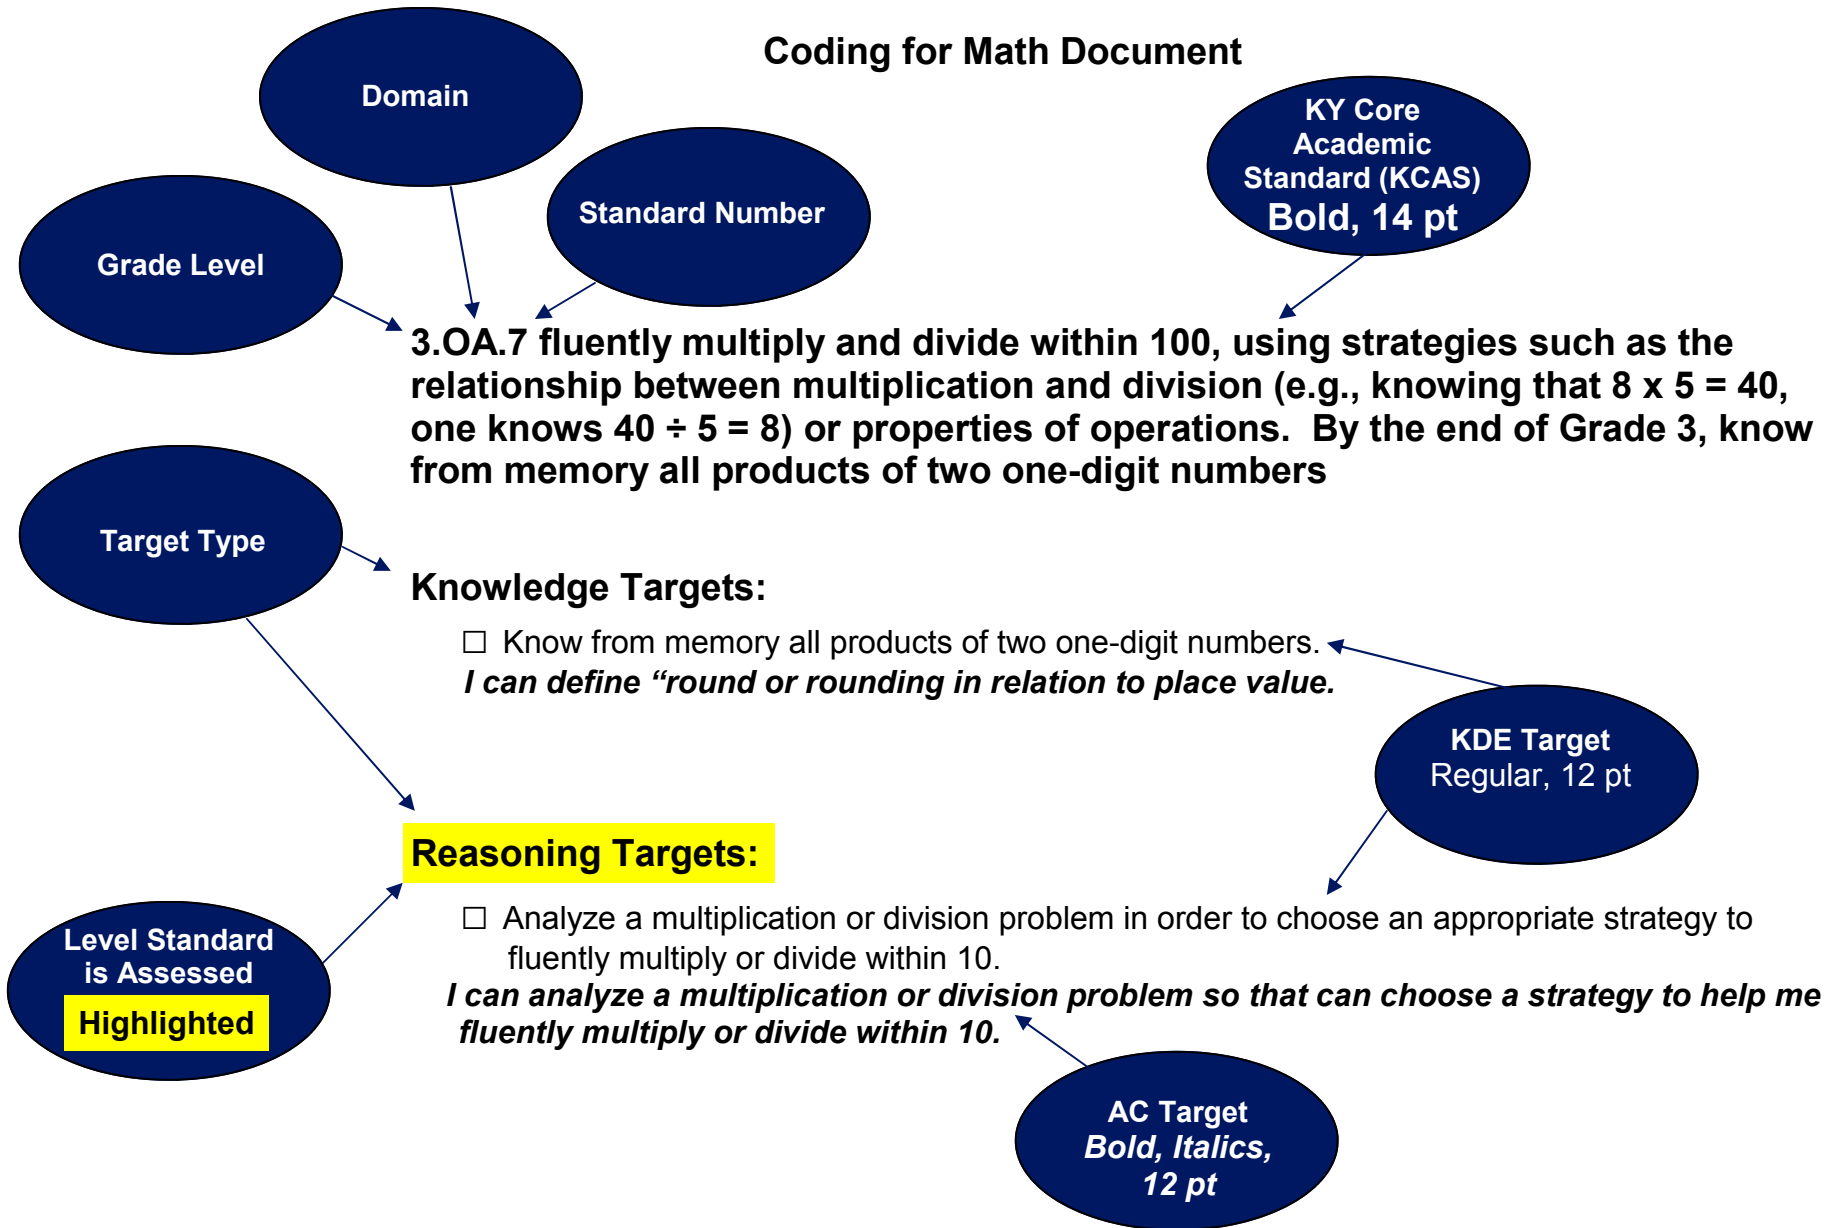 Coding for Math Document
Domain
KY Core
Academic
Standard (KCAS)
Bold, 14 pt
Standard Number
Grade Level
3.OA.7 fluently multiply and divide within 100, using strategies such as the
relationship between multiplication and division (e.g., knowing that 8 x 5 = 40,
one knows 40 ÷ 5 = 8) or properties of operations.  By the end of Grade 3, know
from memory all products of two one-digit numbers
Target Type
Knowledge Targets:
□ Know from memory all products of two one-digit numbers.
I can define “round or rounding in relation to place value.
KDE Target
Regular, 12 pt
Reasoning Targets:
□ Analyze a multiplication or division problem in order to choose an appropriate strategy to
fluently multiply or divide within 10.
Level Standard
is Assessed
Highlighted
I can analyze a multiplication or division problem so that can choose a strategy to help me
fluently multiply or divide within 10.
AC Target
Bold, Italics,
12 pt